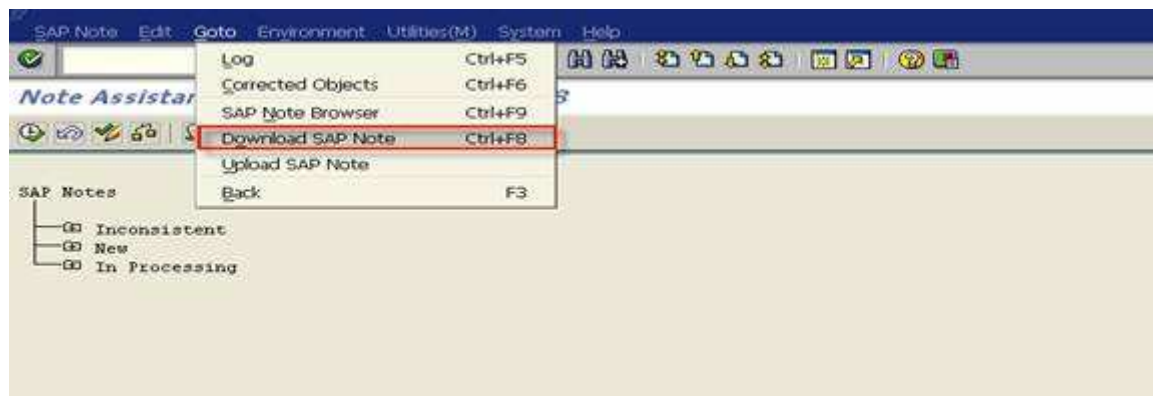 SAP Note Edit Goto Environment Utilities(M) System Help
Log Ctrl+F5
Corrected Objects Ctrl+F6
Note Assistan
SAP Note Browser Ctrl+F9
Download SAP Note Ctrl+F8
Upload SAP Note
Back F3
SAP Notes
Inconsistent
New
In Processing